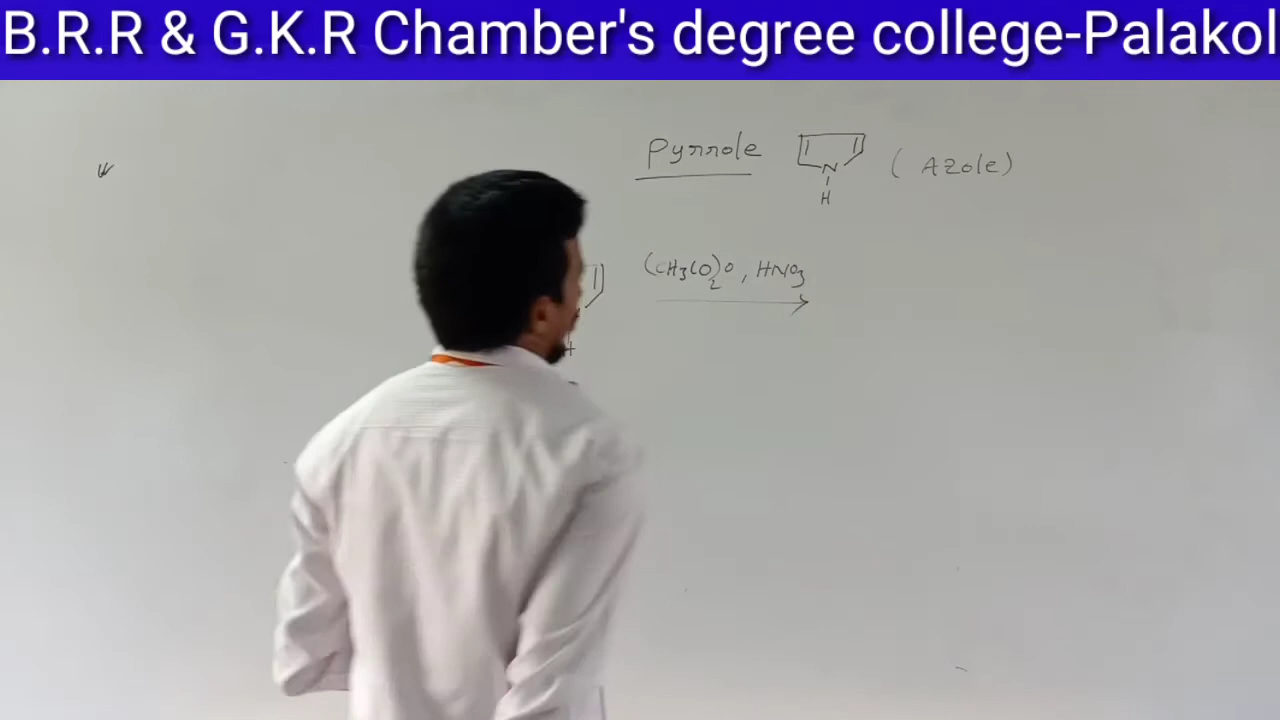 B.R.R & G.K.R Chamber's degree college-Palakol
Pyrrole (Azole)
N
H
(CH3CO)2O, HNO3